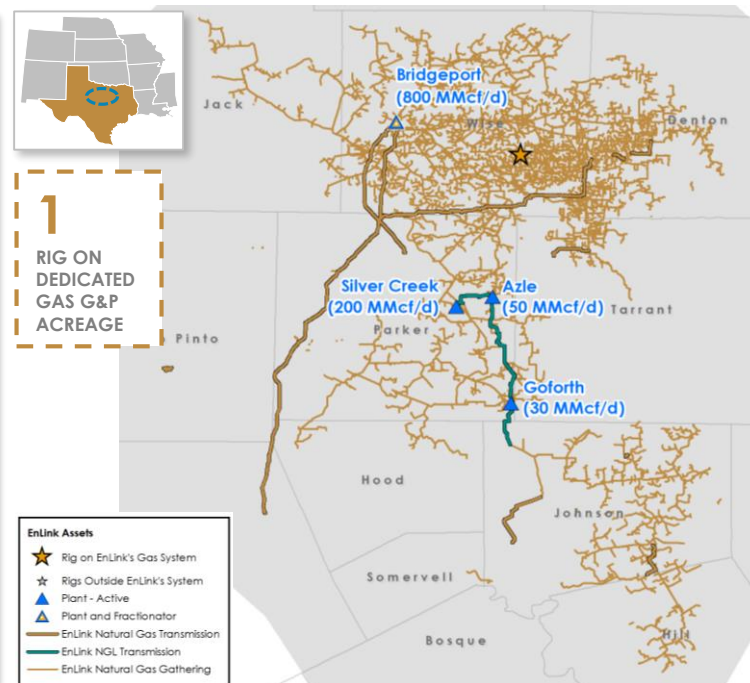 Bridgeport
(800 MMcf/d)
Jack
Wise
Denton
1
RIG ON
DEDICATED
GAS G&P
ACREAGE
Silver Creek
(200 MMcf/d)
Azle
(50 MMcf/d)
Tarrant
Parker
Pinto
Goforth
(30 MMcf/d)
Hood
Johnson
Somervell
Bosque
Hill
EnLink Assets
Rig on EnLink's Gas System
Rigs Outside EnLink's System
Plant - Active
Plant and Fractionator
EnLink Natural Gas Transmission
EnLink NGL Transmission
EnLink Natural Gas Gathering